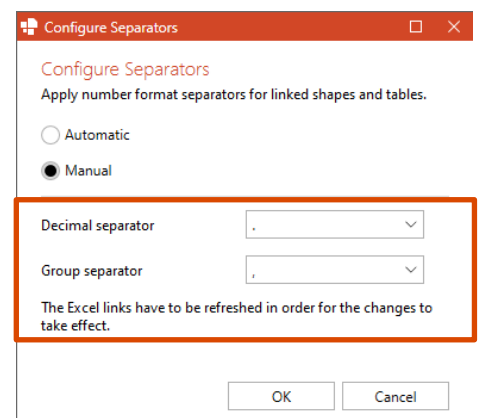 Configure Separators
Configure Separators
Apply number format separators for linked shapes and tables.
Automatic
Manual
Decimal separator .
Group separator ,
The Excel links have to be refreshed in order for the changes to
take effect.
OK Cancel